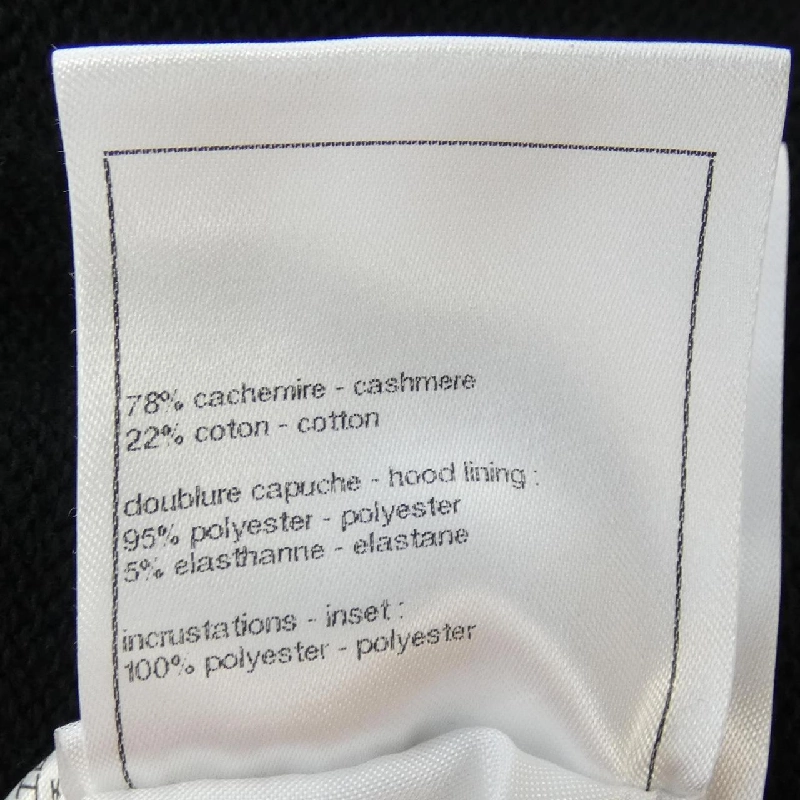 78% cachemire - cashmere
22% coton - cotton
doublure capuche - hood lining :
95% polyester - polyester
5% elasthanne - elastane
incrustations - inset :
100% polyester - polyester